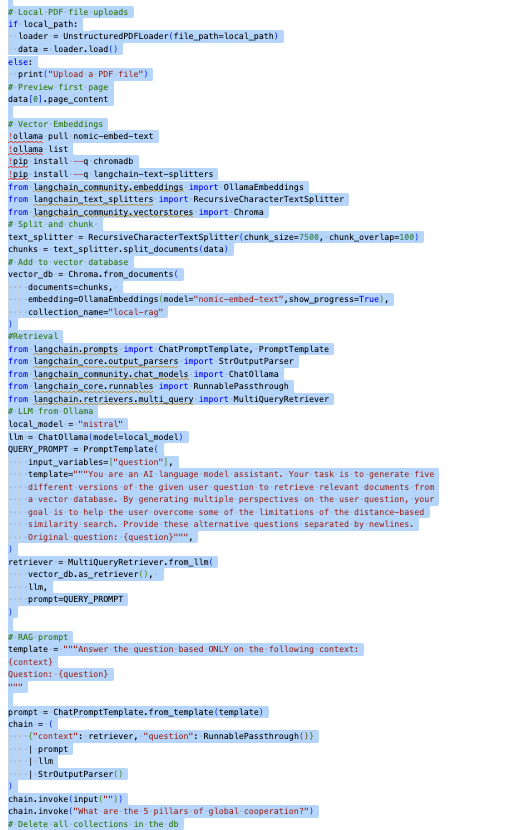 # Local PDF file uploads
if local_path:
  loader = UnstructuredPDFLoader(file_path=local_path)
  data = loader.load()
else:
  print("Upload a PDF file")
# Preview first page
data[0].page_content

# Vector Embeddings
!ollama pull nomic-embed-text
!ollama list
!pip install --q chromadb
!pip install --q langchain-text-splitters
from langchain_community.embeddings import OllamaEmbeddings
from langchain_text_splitters import RecursiveCharacterTextSplitter
from langchain_community.vectorstores import Chroma
# Split and chunk
text_splitter = RecursiveCharacterTextSplitter(chunk_size=7500, chunk_overlap=100)
chunks = text_splitter.split_documents(data)
# Add to vector database
vector_db = Chroma.from_documents(
    documents=chunks,
    embedding=OllamaEmbeddings(model="nomic-embed-text",show_progress=True),
    collection_name="local-rag"
)
#Retrieval
from langchain.prompts import ChatPromptTemplate, PromptTemplate
from langchain_core.output_parsers import StrOutputParser
from langchain_community.chat_models import ChatOllama
from langchain_core.runnables import RunnablePassthrough
from langchain.retrievers.multi_query import MultiQueryRetriever
# LLM from Ollama
local_model = "mistral"
llm = ChatOllama(model=local_model)
QUERY_PROMPT = PromptTemplate(
    input_variables=["question"],
    template="""You are an AI language model assistant. Your task is to generate five
    different versions of the given user question to retrieve relevant documents from
    a vector database. By generating multiple perspectives on the user question, your
    goal is to help the user overcome some of the limitations of the distance-based
    similarity search. Provide these alternative questions separated by newlines.
    Original question: {question}""",
)
retriever = MultiQueryRetriever.from_llm(
    vector_db.as_retriever(),
    llm,
    prompt=QUERY_PROMPT
)

# RAG prompt
template = """Answer the question based ONLY on the following context:
{context}
Question: {question}
"""

prompt = ChatPromptTemplate.from_template(template)
chain = (
    {"context": retriever, "question": RunnablePassthrough()}
    | prompt
    | llm
    | StrOutputParser()
)
chain.invoke(input(""))
chain.invoke("What are the 5 pillars of global cooperation?")
# Delete all collections in the db